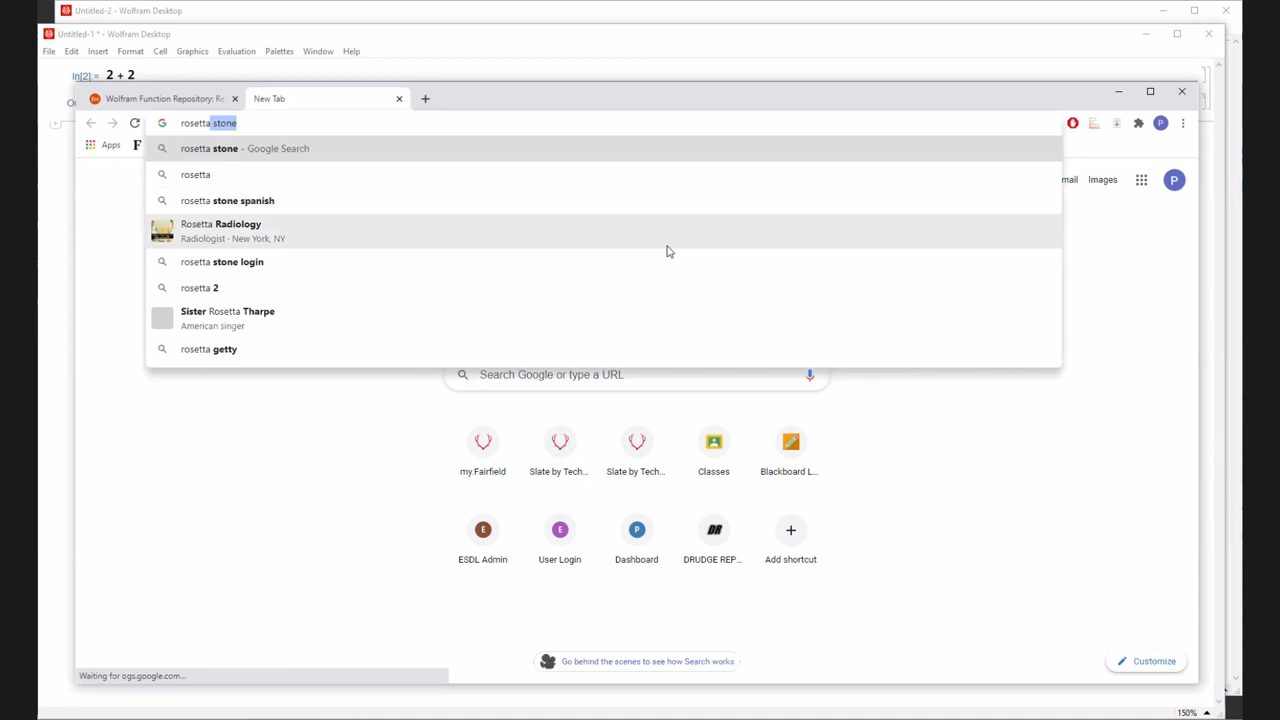 Untitled-2 - Wolfram Desktop
Untitled-1 * - Wolfram Desktop
File Edit Insert Format Cell Graphics Evaluation Palettes Window Help
In[2]:= 2 + 2
Wolfram Function Repository: R
New Tab
rosetta stone
Apps
F
rosetta stone - Google Search
rosetta
rosetta stone spanish
Rosetta Radiology
Radiologist · New York, NY
rosetta stone login
rosetta 2
Sister Rosetta Tharpe
American singer
rosetta getty
mail Images
P
P
Search Google or type a URL
my.Fairfield Slate by Tech... Slate by Tech... Classes Blackboard L...
E E P DR
ESDL Admin User Login Dashboard DRUDGE REP... Add shortcut
Go behind the scenes to see how Search works
Customize
Waiting for ogs.google.com...
150%